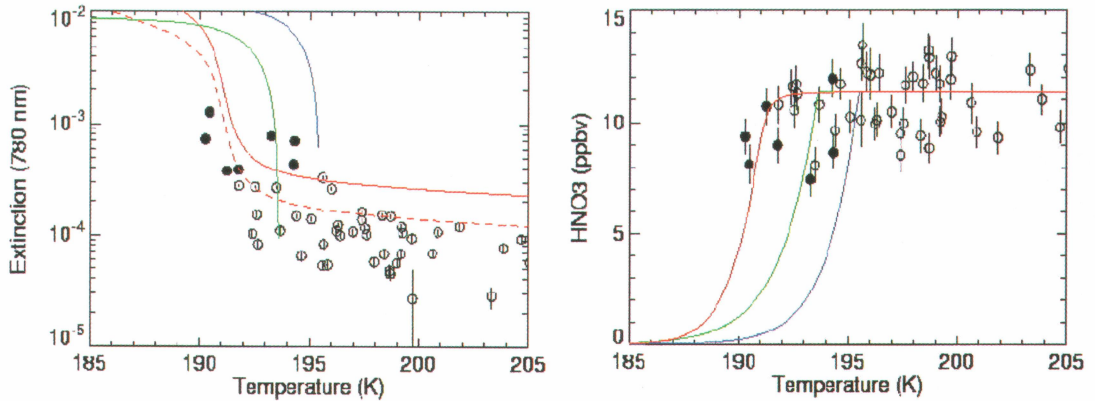 10-2
10-3
10-4
10-5
Extinction (780 nm)
185 190 195 200 205
Temperature (K)
15
10
5
0
HNO3 (ppbv)
185 190 195 200 205
Temperature (K)